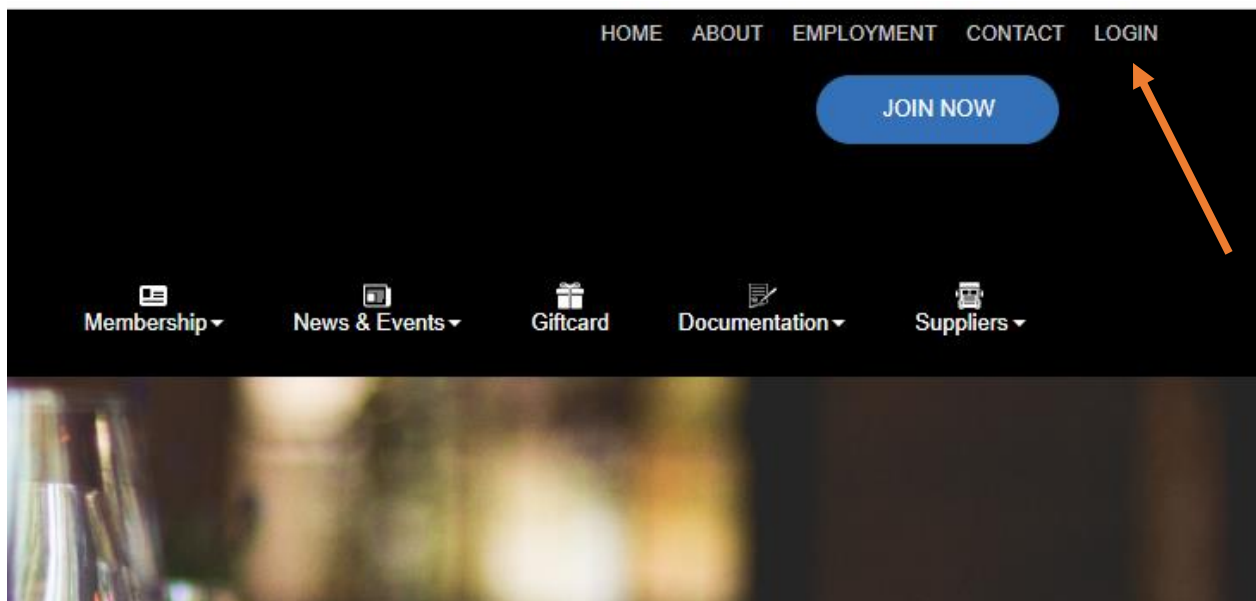 HOME ABOUT EMPLOYMENT CONTACT LOGIN
JOIN NOW
Membership News & Events Giftcard Documentation Suppliers